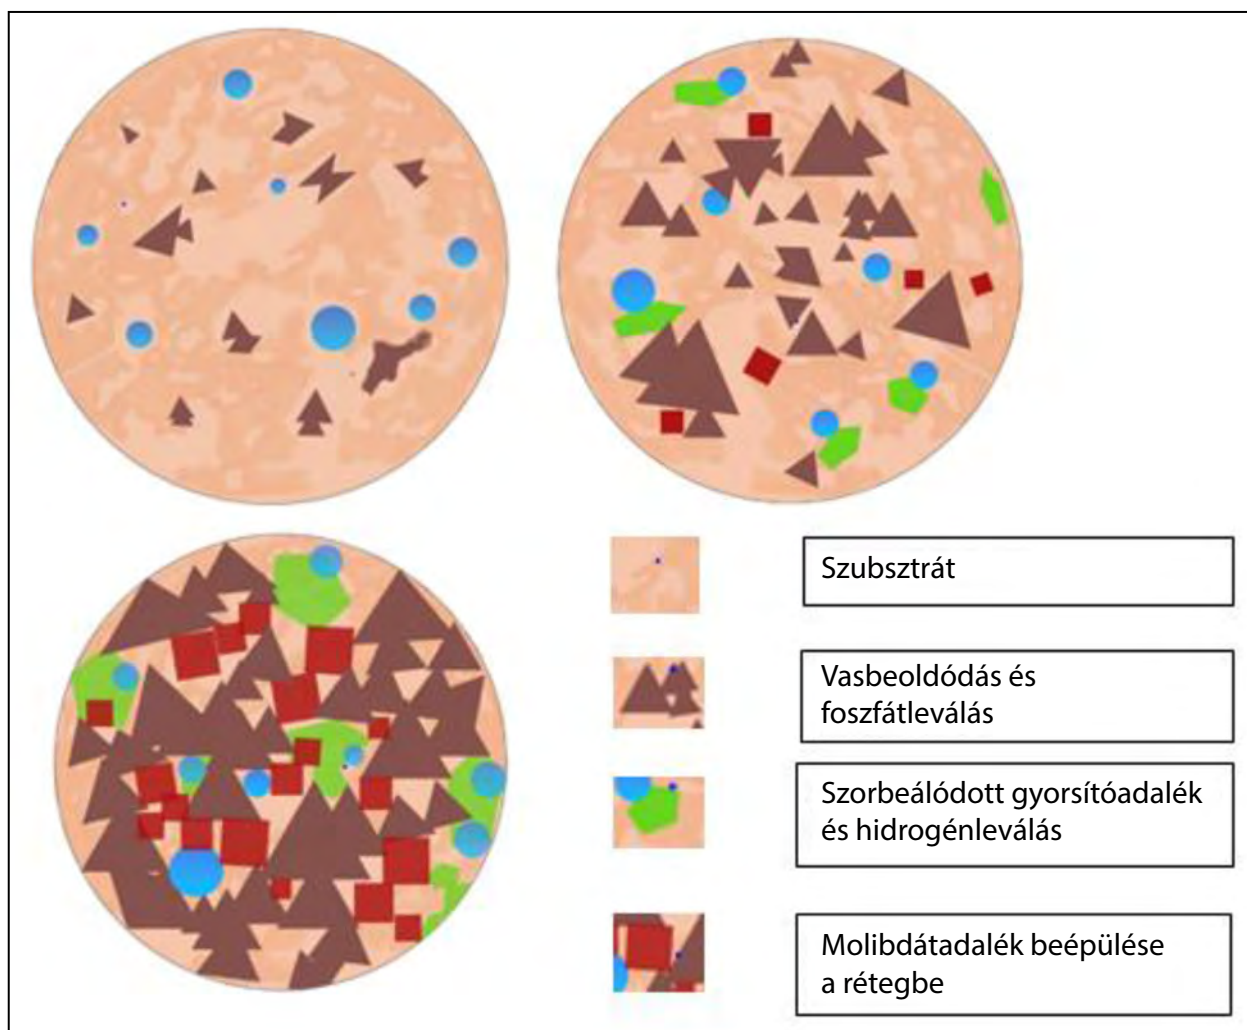 Szubsztrát
Vasbeoldódás és
foszfátleválás
Szorbeálódott gyorsítóadalék
és hidrogénleválás
Molibdátadalék beépülése
a rétegbe